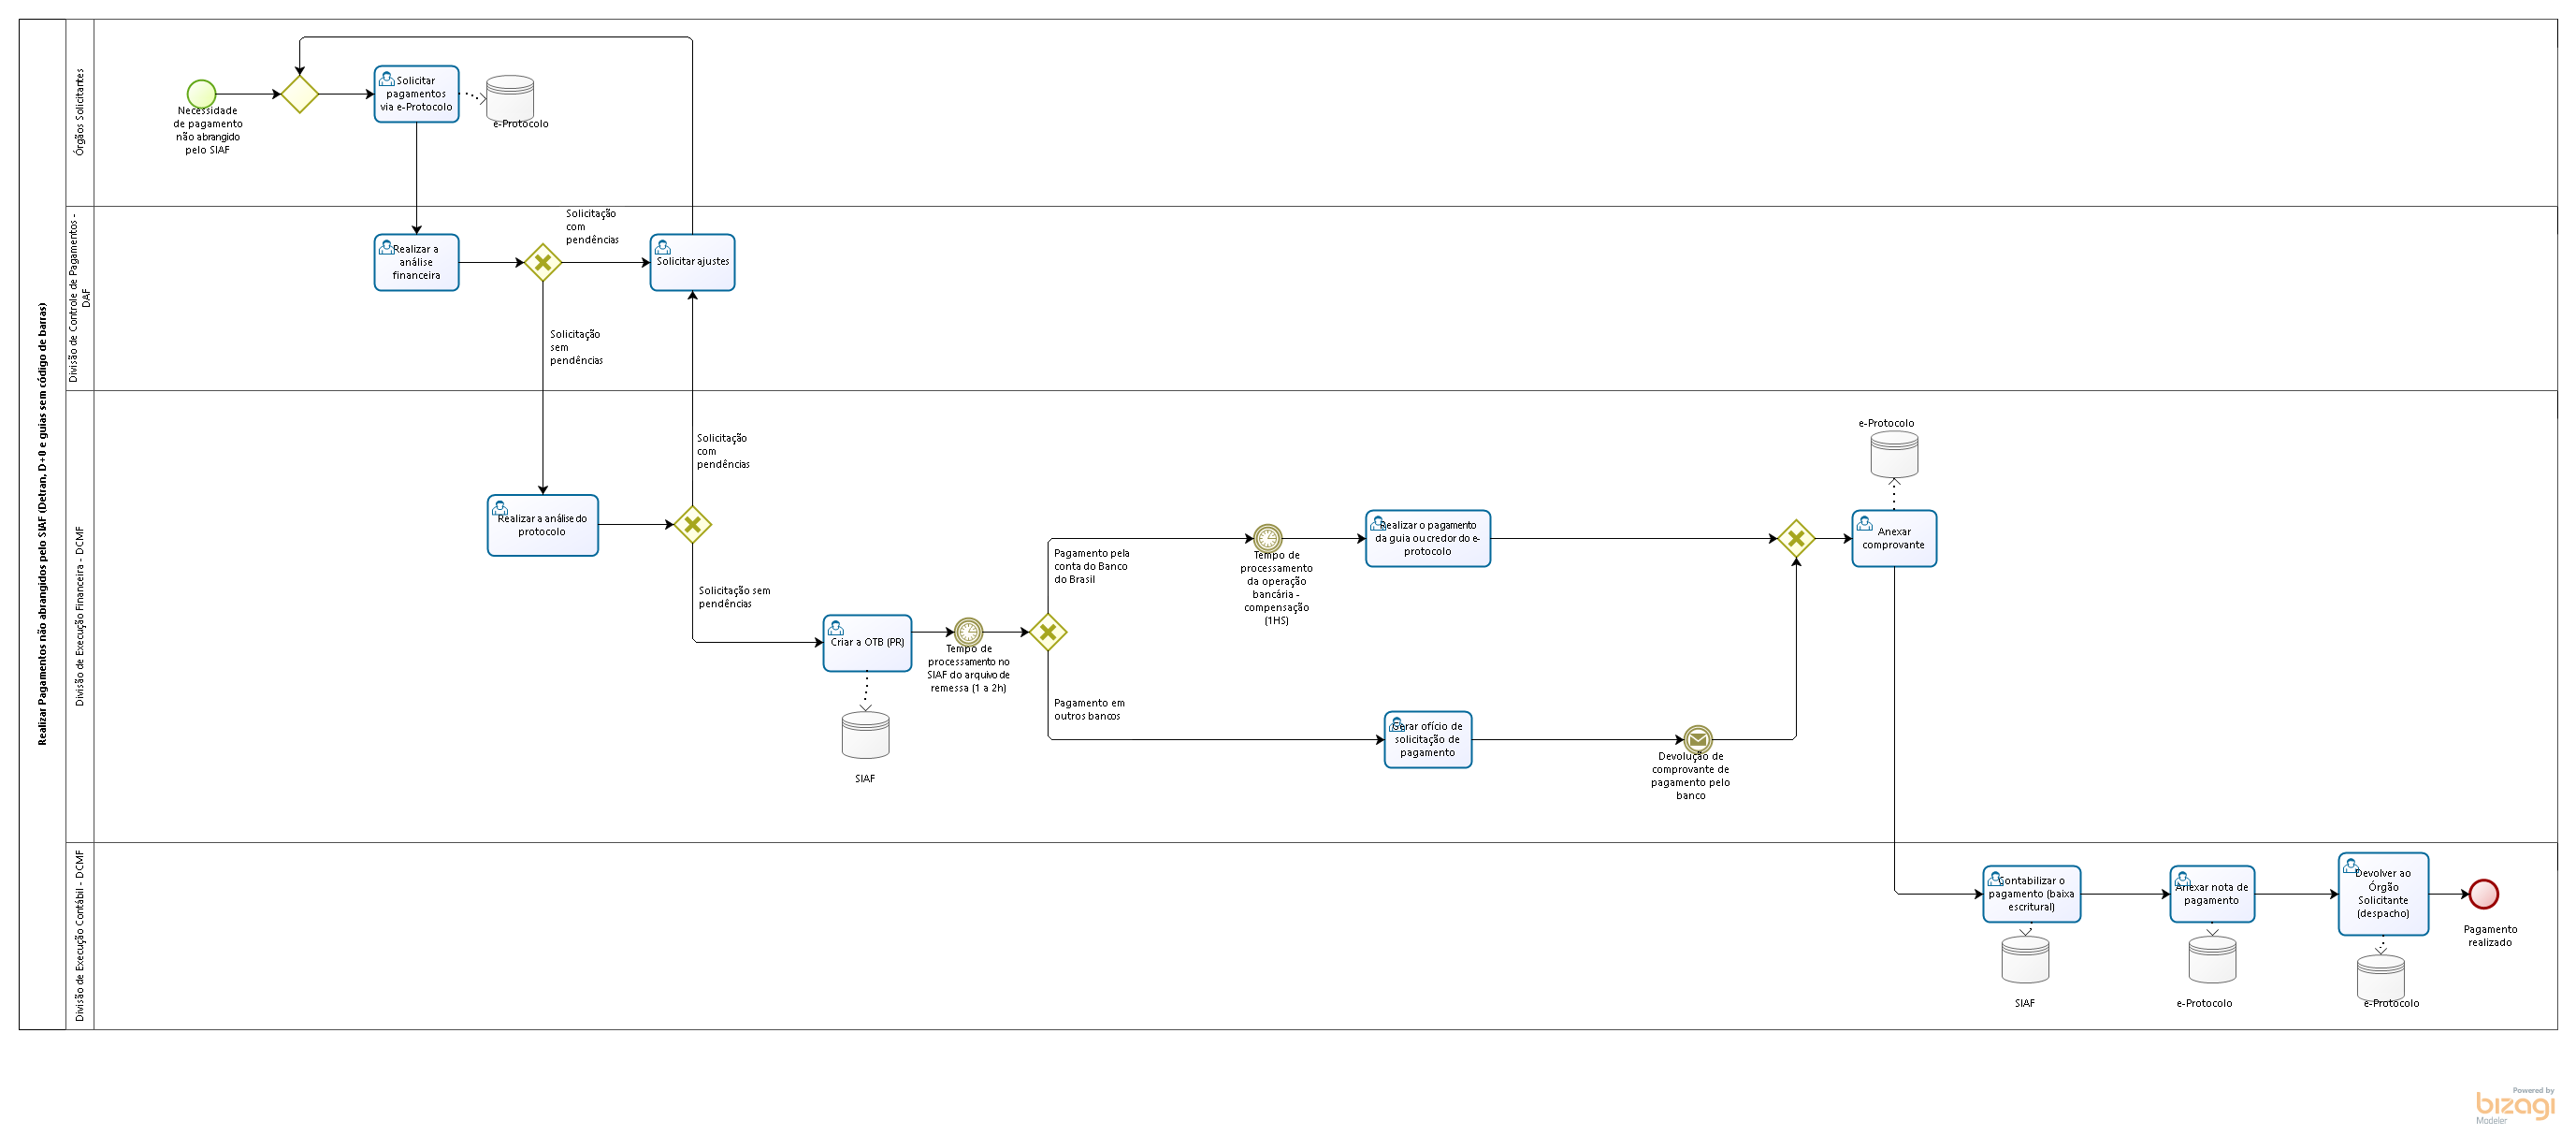 Realizar Pagamentos não abrangidos pelo SIAF (Detran, D+0 e guias sem código de barras)
Órgãos Solicitantes
Necessidade
de pagamento
não abrangido
pelo SIAF
Solicitar
pagamentos
via e-Protocolo
e-Protocolo
Divisão de Controle de Pagamentos -
DAF
Realizar a
análise
financeira
Solicitação
com
pendências
Solicitar ajustes
Solicitação
sem
pendências
Divisão de Execução Financeira - DCMF
Realizar a análise do
protocolo
Solicitação
com
pendências
Solicitação sem
pendências
Criar a OTB (PR)
SIAF
Tempo de
processamento no
SIAF do arquivo de
remessa (1 a 2h)
Pagamento pela
conta do Banco
do Brasil
Tempo de
processamento
da operação
bancária -
compensação
(1HS)
Realizar o pagamento
da guia ou credor do e-
protocolo
Pagamento em
outros bancos
Gerar ofício de
solicitação de
pagamento
Devolução de
comprovante de
pagamento pelo
banco
e-Protocolo
Anexar
comprovante
Divisão de Execução Contábil - DCMF
Contabilizar o
pagamento (baixa
escritural)
SIAF
Anexar nota de
pagamento
e-Protocolo
Devolver ao
Órgão
Solicitante
(despacho)
e-Protocolo
Pagamento
realizado
Powered by
bizagi
Modeler